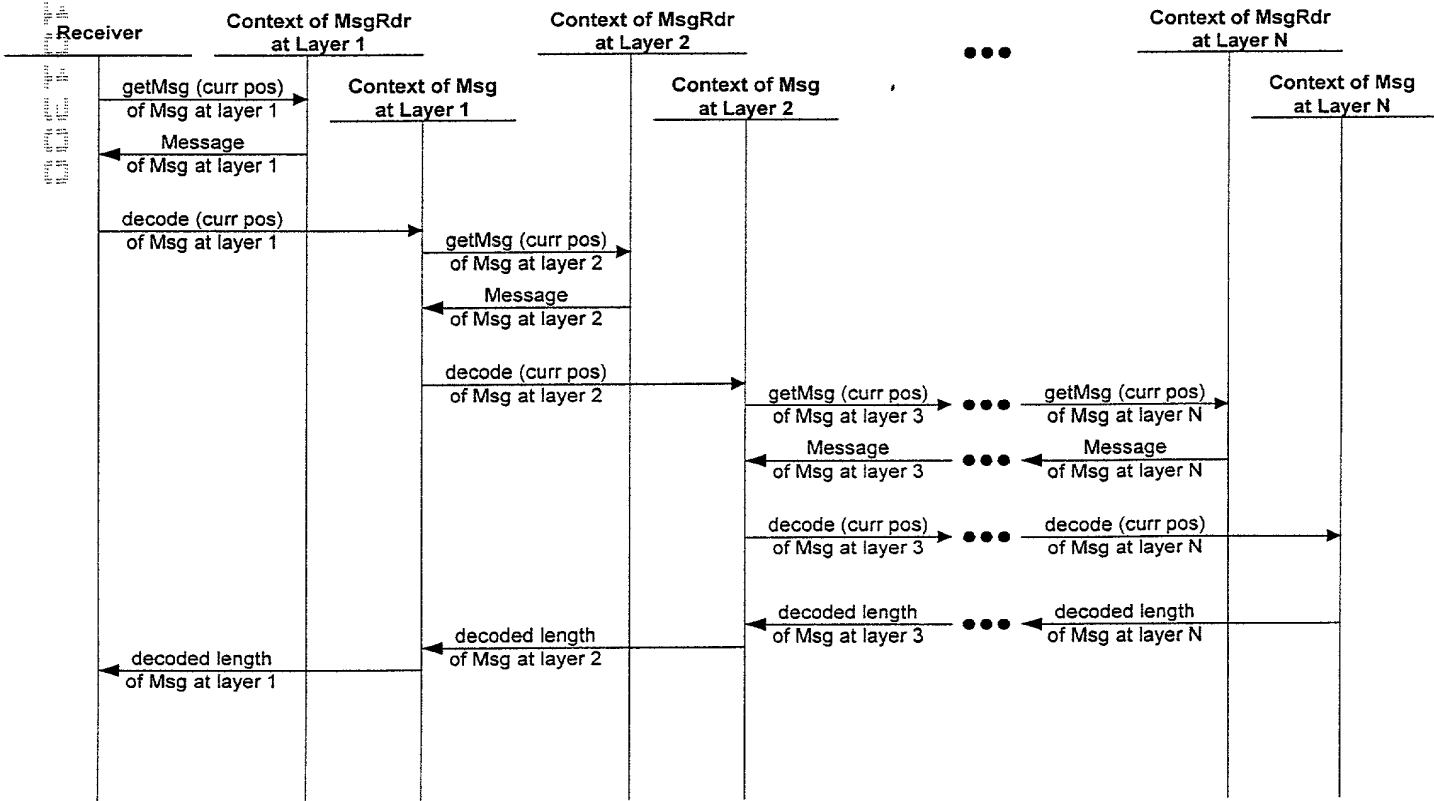 Receiver
Context of MsgRdr
at Layer 1
Context of MsgRdr
at Layer 2
Context of MsgRdr
at Layer N
Context of Msg
at Layer 1
Context of Msg
at Layer 2
Context of Msg
at Layer N
getMsg (curr pos)
of Msg at layer 1
Message
of Msg at layer 1
decode (curr pos)
of Msg at layer 1
getMsg (curr pos)
of Msg at layer 2
Message
of Msg at layer 2
decode (curr pos)
of Msg at layer 2
getMsg (curr pos)
of Msg at layer 3
getMsg (curr pos)
of Msg at layer N
Message
of Msg at layer 3
Message
of Msg at layer N
decode (curr pos)
of Msg at layer 3
decode (curr pos)
of Msg at layer N
decoded length
of Msg at layer 3
decoded length
of Msg at layer N
decoded length
of Msg at layer 2
decoded length
of Msg at layer 1